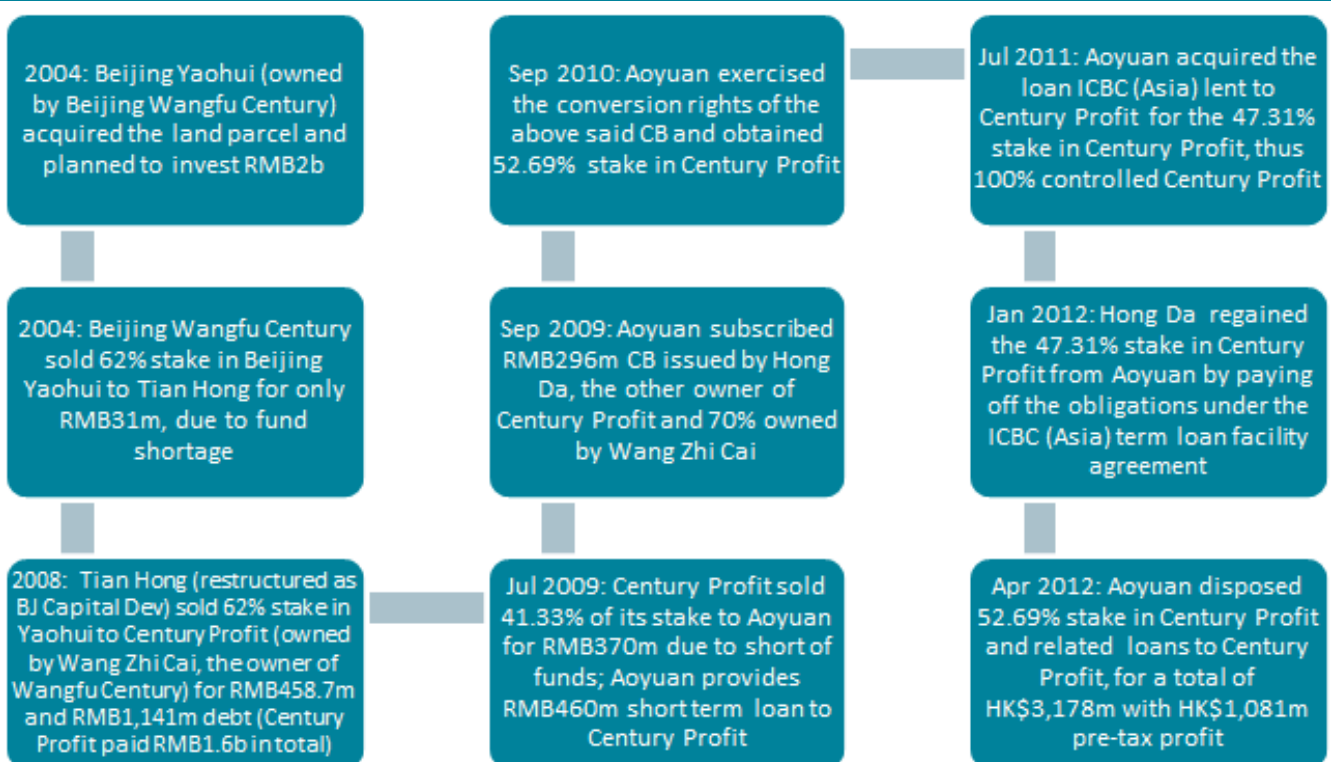 2004: Beijing Yaohui (owned
by Beijing Wangfu Century)
acquired the land parcel and
planned to invest RMB2b
2004: Beijing Wangfu Century
sold 62% stake in Beijing
Yaohui to Tian Hong for only
RMB31m, due to fund
shortage
2008: Tian Hong (restructured as
BJ Capital Dev) sold 62% stake in
Yaohui to Century Profit (owned
by Wang Zhi Cai, the owner of
Wangfu Century) for RMB458.7m
and RMB1,141m debt (Century
Profit paid RMB1.6b in total)
Jul 2009: Century Profit sold
41.33% of its stake to Aoyuan
for RMB370m due to short of
funds; Aoyuan provides
RMB460m short term loan to
Century Profit
Sep 2009: Aoyuan subscribed
RMB296m CB issued by Hong
Da, the other owner of
Century Profit and 70% owned
by Wang Zhi Cai
Sep 2010: Aoyuan exercised
the conversion rights of the
above said CB and obtained
52.69% stake in Century Profit
Jul 2011: Aoyuan acquired the
loan ICBC (Asia) lent to
Century Profit for the 47.31%
stake in Century Profit, thus
100% controlled Century Profit
Jan 2012: Hong Da regained
the 47.31% stake in Century
Profit from Aoyuan by paying
off the obligations under the
ICBC (Asia) term loan facility
agreement
Apr 2012: Aoyuan disposed
52.69% stake in Century Profit
and related loans to Century
Profit, for a total of
HK$3,178m with HK$1,081m
pre-tax profit